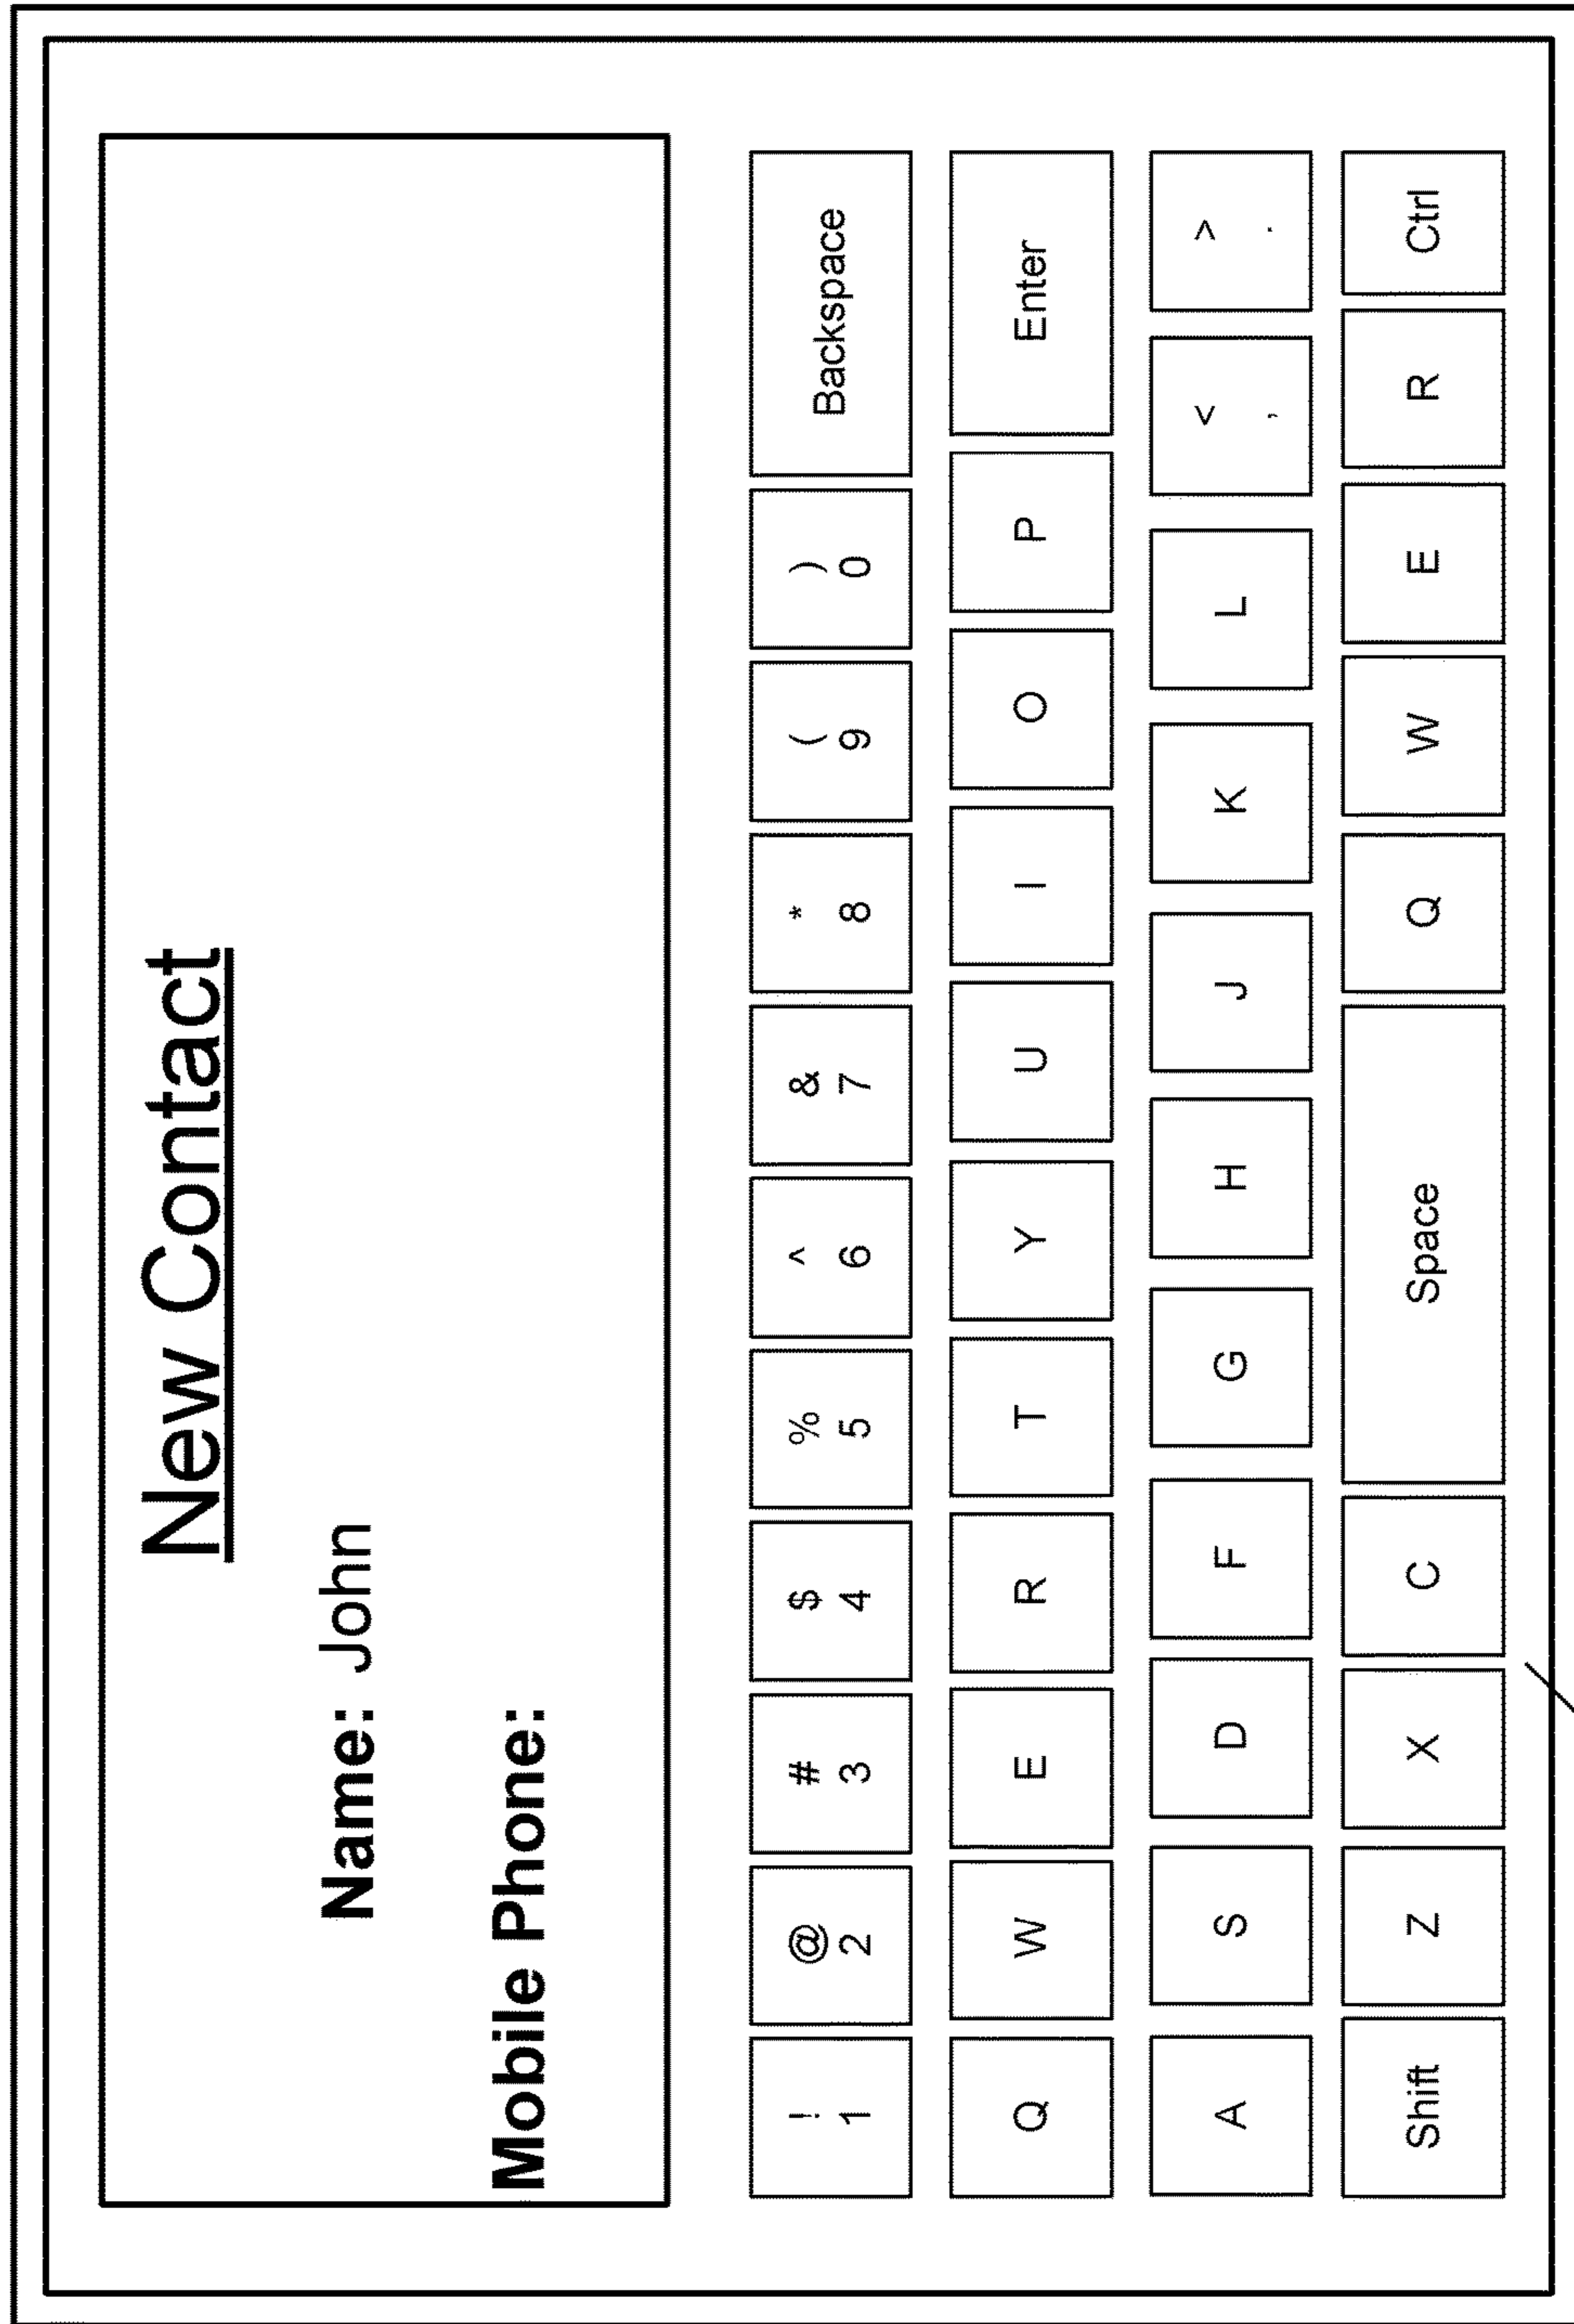 New Contact
Name: John
Mobile Phone:
! @ # $ % ^ & * ( )
1 2 3 4 5 6 7 8 9 0 Backspace
Q W E R T Y U I O P Enter
A S D F G H J K L < >
, .
Shift Z X C Space Q W E R Ctrl